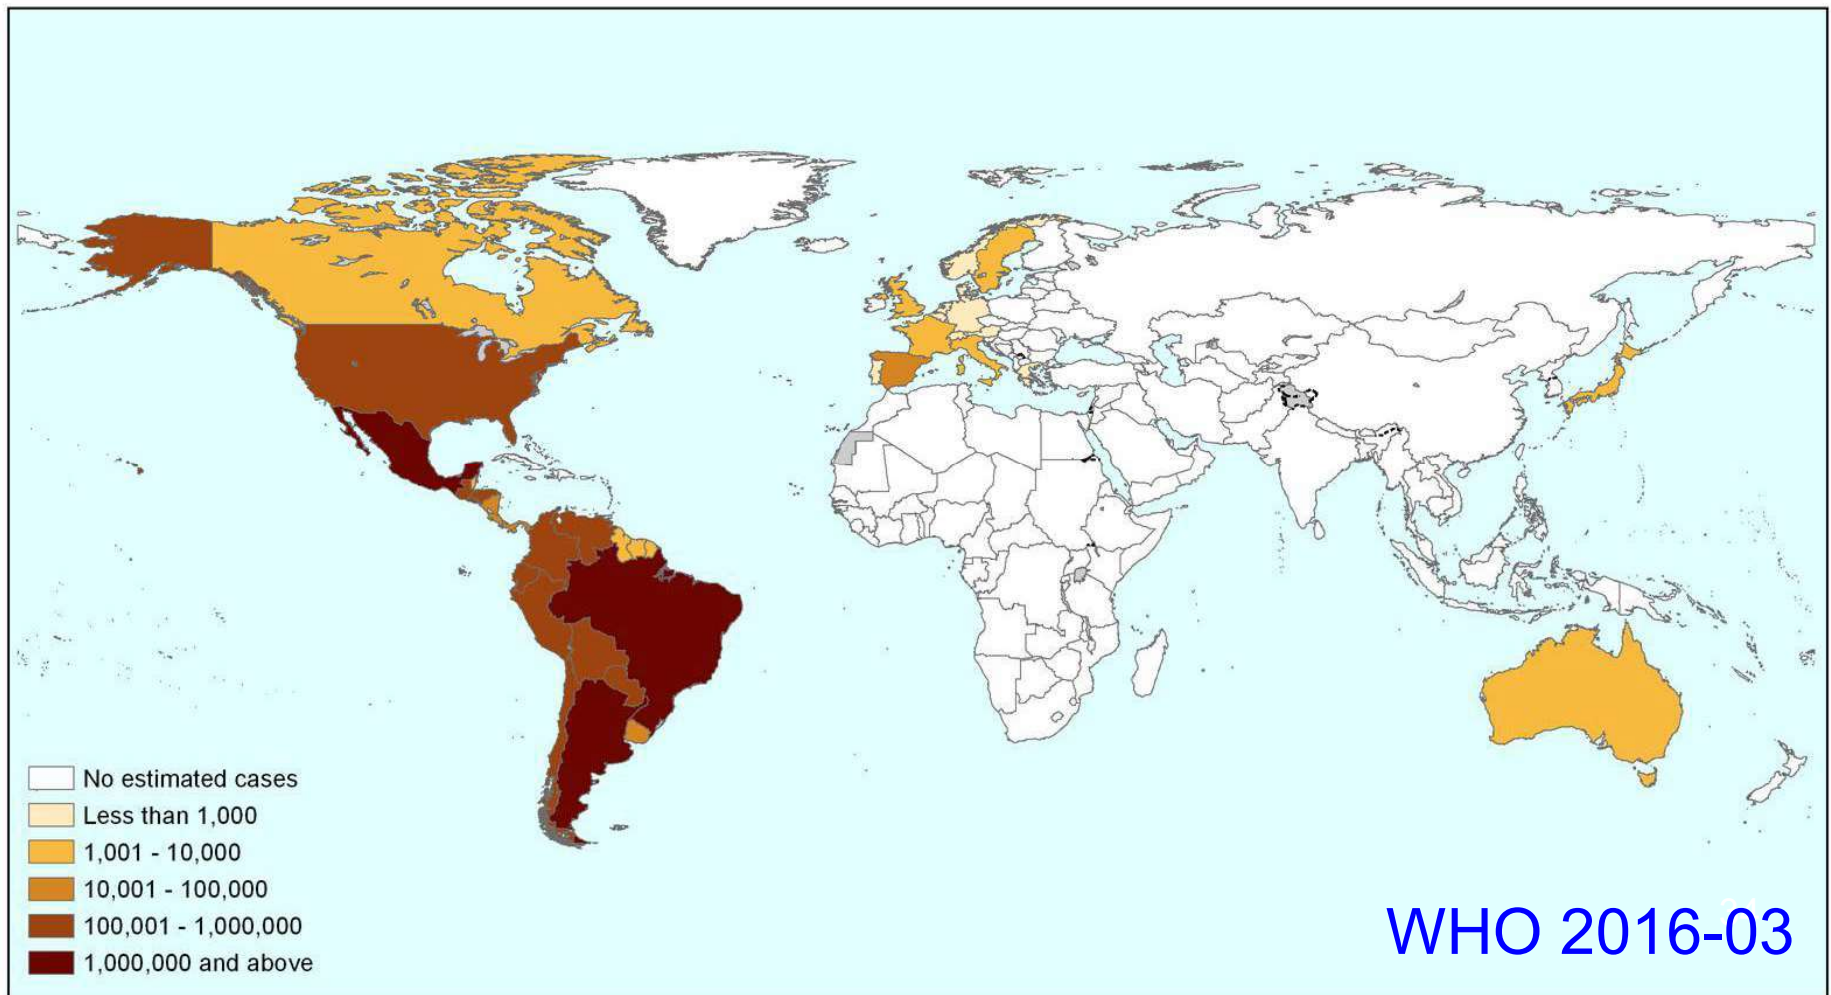 No estimated cases
Less than 1,000
1,001 - 10,000
10,001 - 100,000
100,001 - 1,000,000
1,000,000 and above
WHO 2016-03